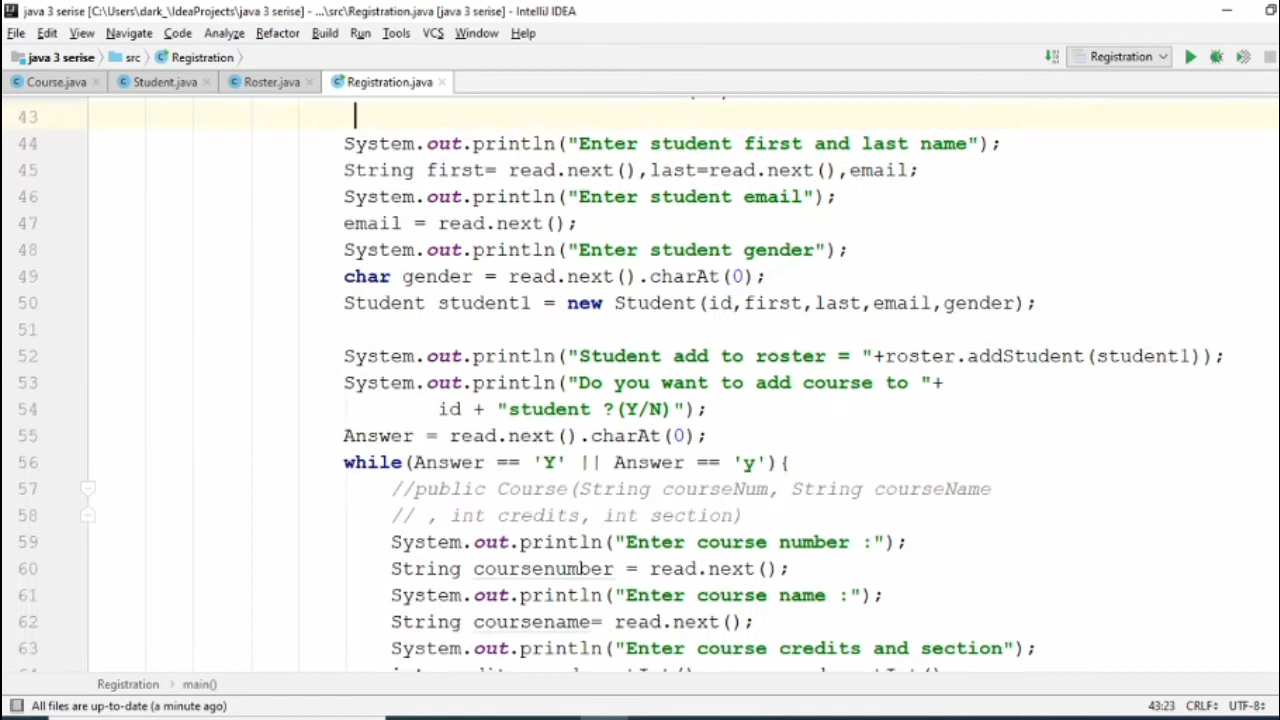 java 3 serise [C:\Users\dark_\IdeaProjects\java 3 serise] - ...\src\Registration.java [java 3 serise] - IntelliJ IDEA
File Edit View Navigate Code Analyze Refactor Build Run Tools VCS Window Help
java 3 serise src Registration Registration
Course.java Student.java Roster.java Registration.java
43
44 System.out.println("Enter student first and last name");
45 String first= read.next(),last=read.next(),email;
46 System.out.println("Enter student email");
47 email = read.next();
48 System.out.println("Enter student gender");
49 char gender = read.next().charAt(0);
50 Student student1 = new Student(id,first,last,email,gender);
51
52 System.out.println("Student add to roster = "+roster.addStudent(student1));
53 System.out.println("Do you want to add course to "+
54 id + "student ?(Y/N)");
55 Answer = read.next().charAt(0);
56 while(Answer == 'Y' || Answer == 'y'){
57 //public Course(String courseNum, String courseName
58 // , int credits, int section)
59 System.out.println("Enter course number :");
60 String coursenumber = read.next();
61 System.out.println("Enter course name :");
62 String coursename= read.next();
63 System.out.println("Enter course credits and section");
Registration main()
All files are up-to-date (a minute ago) 43:23 CRLF UTF-8